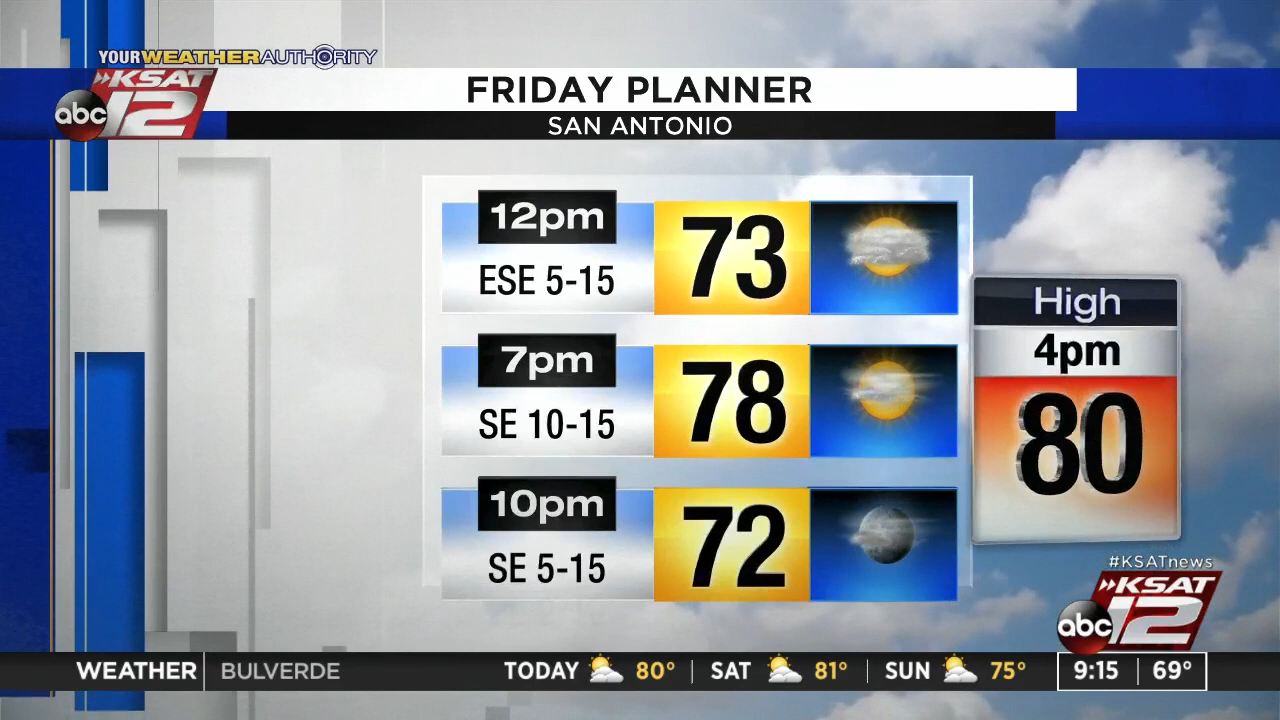 YOUR WEATHER AUTHORITY
KSAT
abc 12
FRIDAY PLANNER
SAN ANTONIO
12pm
ESE 5-15
73
7pm
SE 10-15
78
10pm
SE 5-15
72
High
4pm
80
#KSATnews
KSAT
abc 12
WEATHER BULVERDE TODAY 80° SAT 81° SUN 75° 9:15 69°